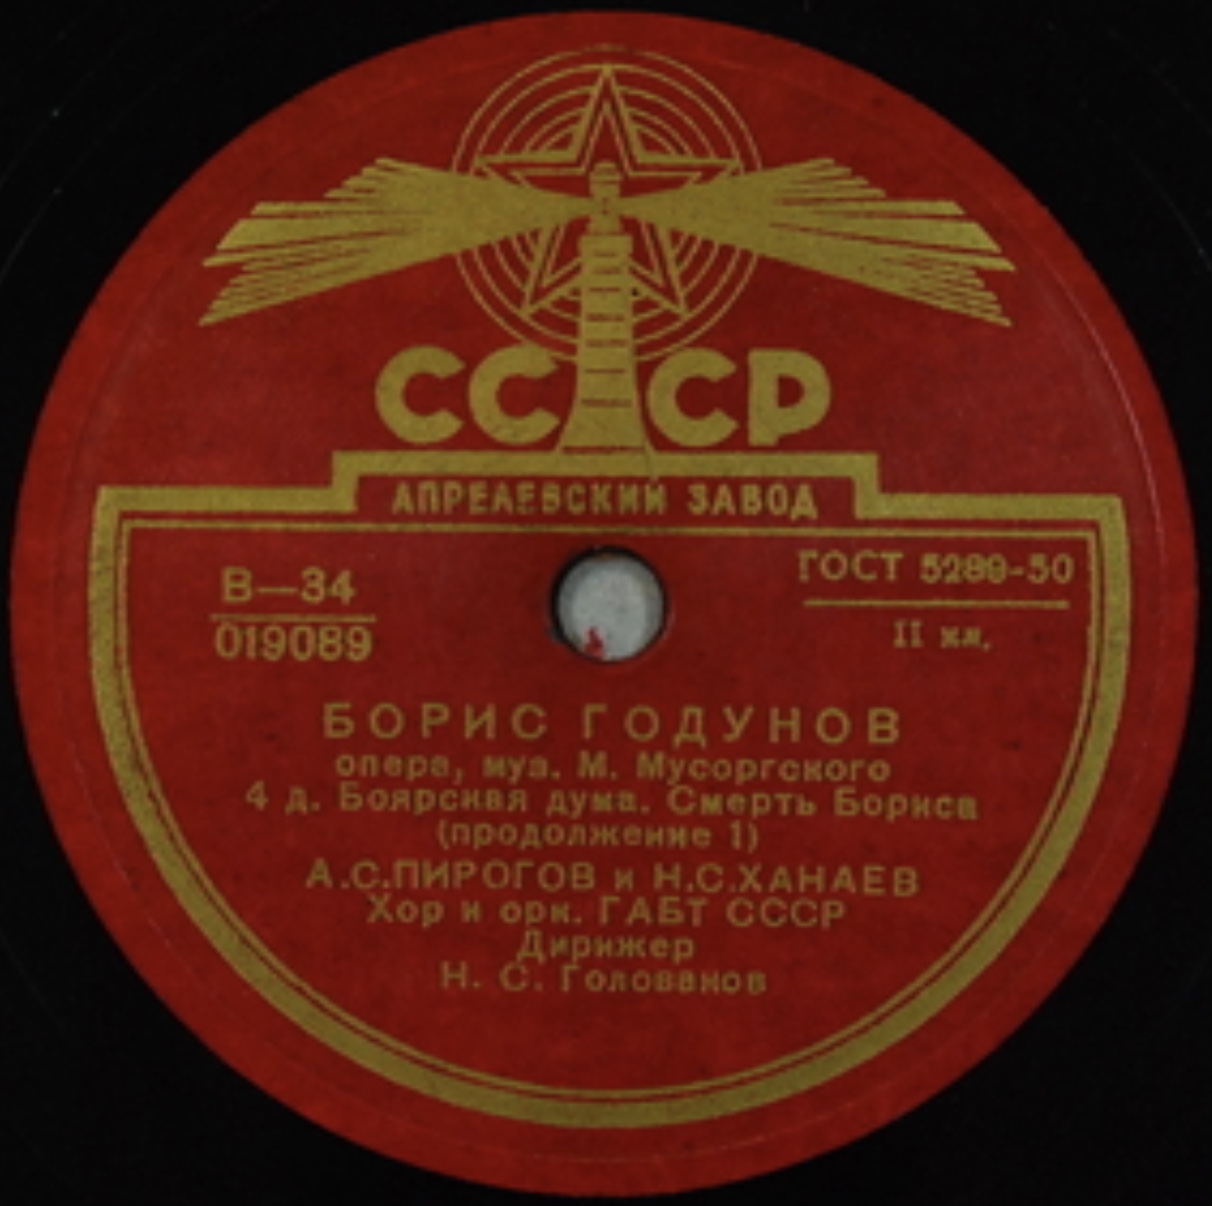 СССР
АПРЕЛЕВСКИЙ ЗАВОД
В—34
019089
ГОСТ 5289-50
II кл.
БОРИС ГОДУНОВ
опера, муз. М. Мусоргского
4 д. Боярская дума. Смерть Бориса
(продолжение 1)
А.С.ПИРОГОВ и Н.С.ХАНАЕВ
Хор и орк. ГАБТ СССР
Дирижер
Н. С. Голованов